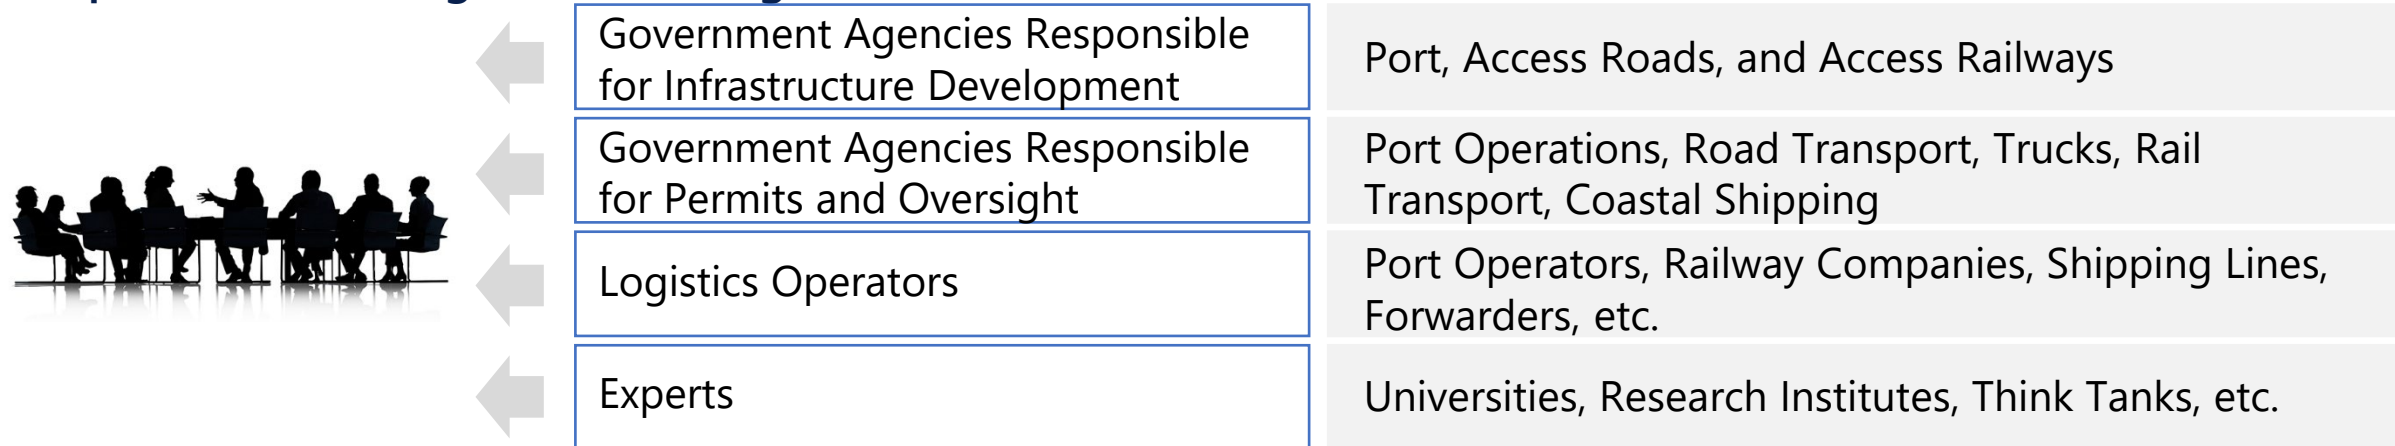 Government Agencies Responsible
for Infrastructure Development
Port, Access Roads, and Access Railways
Government Agencies Responsible
for Permits and Oversight
Port Operations, Road Transport, Trucks, Rail
Transport, Coastal Shipping
Logistics Operators
Port Operators, Railway Companies, Shipping Lines,
Forwarders, etc.
Experts
Universities, Research Institutes, Think Tanks, etc.